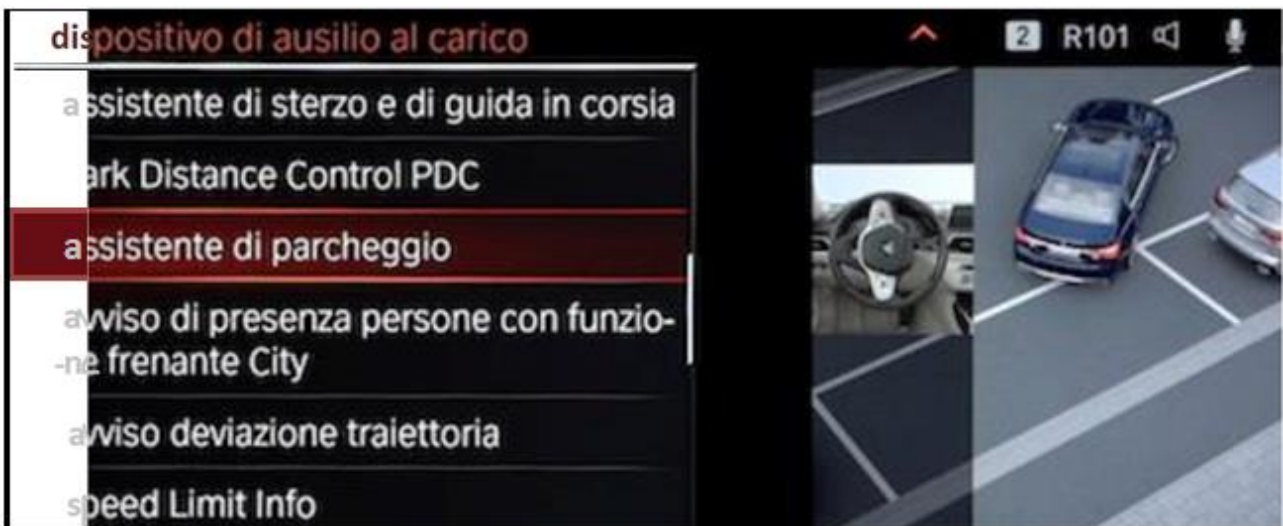 dispositivo di ausilio al carico
2 R101
assistente di sterzo e di guida in corsia
ark Distance Control PDC
assistente di parcheggio
avviso di presenza persone con funzio-
-ne frenante City
avviso deviazione traiettoria
speed Limit Info